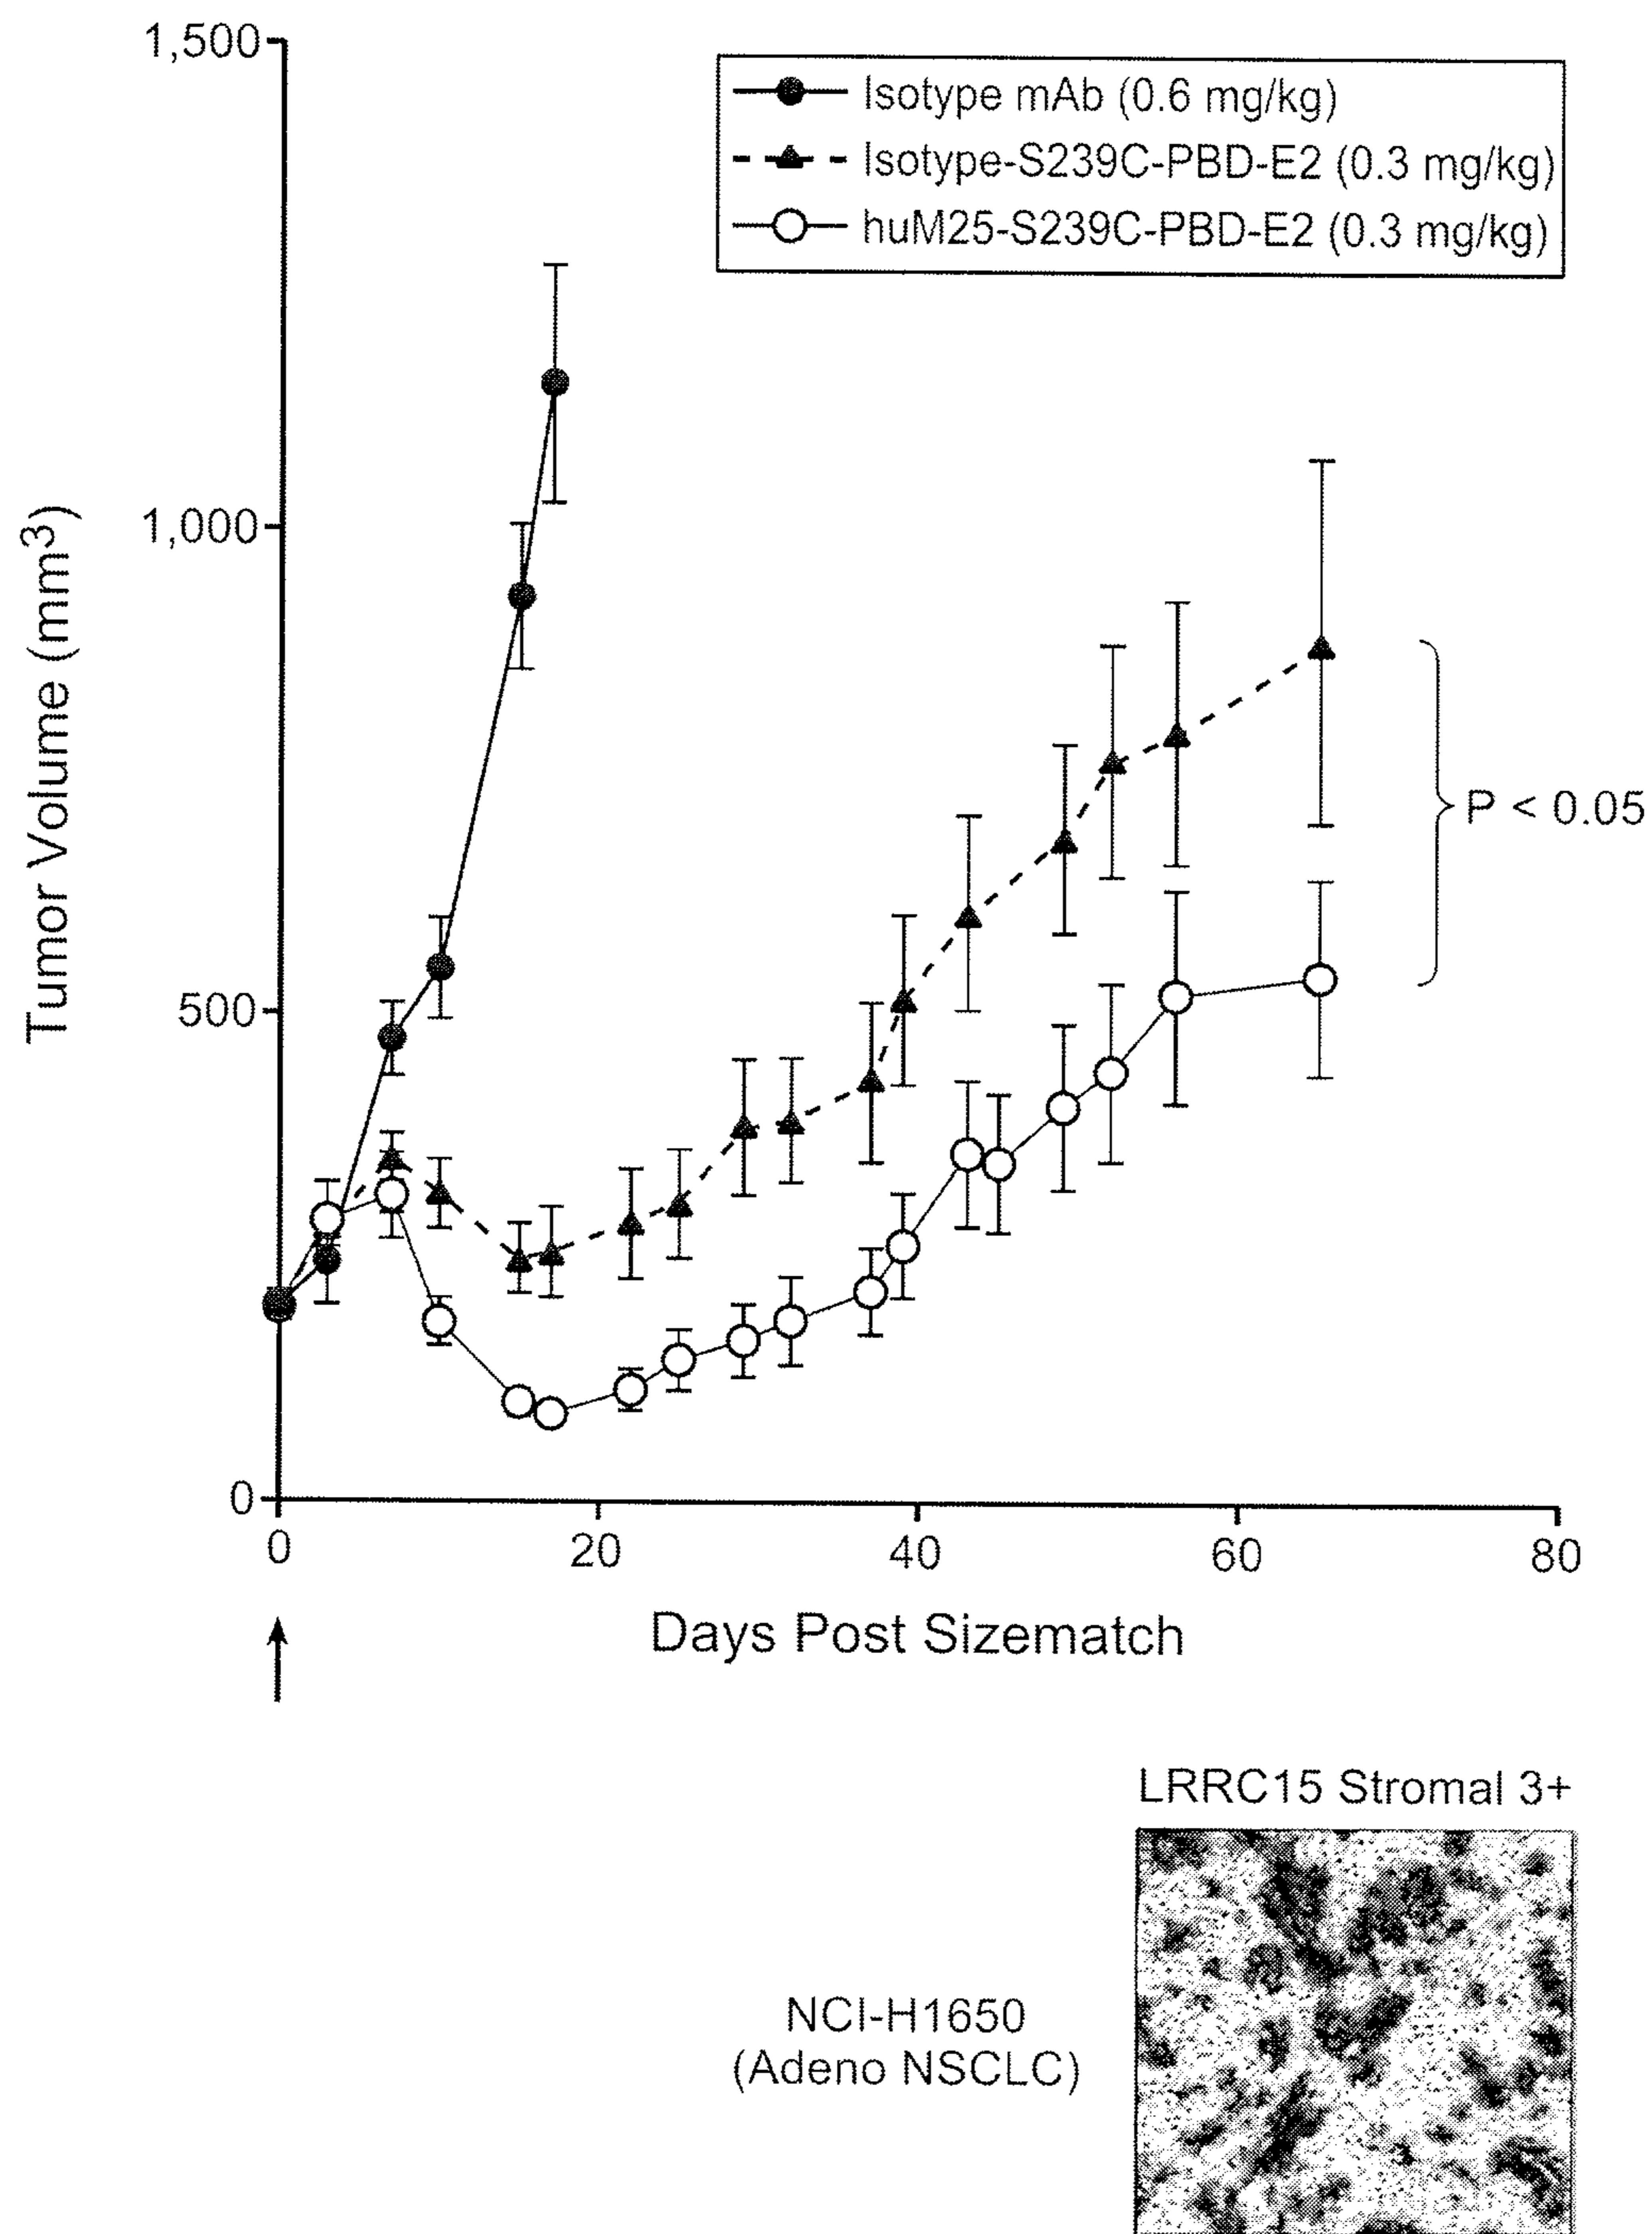 1,500
Isotype mAb (0.6 mg/kg)
Isotype-S239C-PBD-E2 (0.3 mg/kg)
huM25-S239C-PBD-E2 (0.3 mg/kg)
1,000
Tumor Volume (mm³)
P < 0.05
500
0
0 20 40 60 80
Days Post Sizematch
LRRC15 Stromal 3+
NCI-H1650
(Adeno NSCLC)